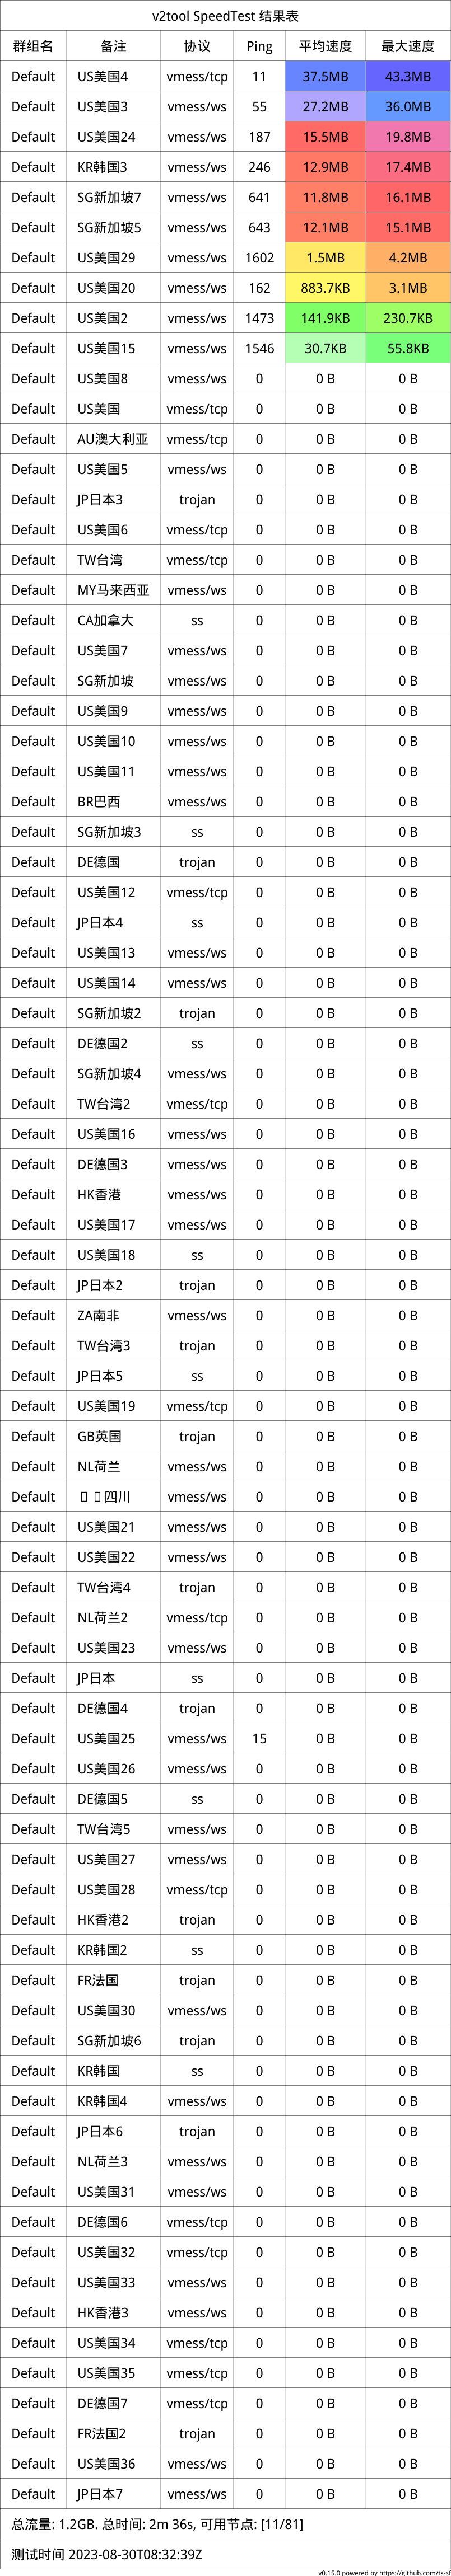 v2tool SpeedTest 结果表
群组名 备注 协议 Ping 平均速度 最大速度
Default US美国4 vmess/tcp 11 37.5MB 43.3MB
Default US美国3 vmess/ws 55 27.2MB 36.0MB
Default US美国24 vmess/ws 187 15.5MB 19.8MB
Default KR韩国3 vmess/ws 246 12.9MB 17.4MB
Default SG新加坡7 vmess/ws 641 11.8MB 16.1MB
Default SG新加坡5 vmess/ws 643 12.1MB 15.1MB
Default US美国29 vmess/ws 1602 1.5MB 4.2MB
Default US美国20 vmess/ws 162 883.7KB 3.1MB
Default US美国2 vmess/ws 1473 141.9KB 230.7KB
Default US美国15 vmess/ws 1546 30.7KB 55.8KB
Default US美国8 vmess/ws 0 0 B 0 B
Default US美国 vmess/tcp 0 0 B 0 B
Default AU澳大利亚 vmess/tcp 0 0 B 0 B
Default US美国5 vmess/ws 0 0 B 0 B
Default JP日本3 trojan 0 0 B 0 B
Default US美国6 vmess/tcp 0 0 B 0 B
Default TW台湾 vmess/tcp 0 0 B 0 B
Default MY马来西亚 vmess/ws 0 0 B 0 B
Default CA加拿大 ss 0 0 B 0 B
Default US美国7 vmess/ws 0 0 B 0 B
Default SG新加坡 vmess/ws 0 0 B 0 B
Default US美国9 vmess/ws 0 0 B 0 B
Default US美国10 vmess/ws 0 0 B 0 B
Default US美国11 vmess/ws 0 0 B 0 B
Default BR巴西 vmess/ws 0 0 B 0 B
Default SG新加坡3 ss 0 0 B 0 B
Default DE德国 trojan 0 0 B 0 B
Default US美国12 vmess/tcp 0 0 B 0 B
Default JP日本4 ss 0 0 B 0 B
Default US美国13 vmess/ws 0 0 B 0 B
Default US美国14 vmess/ws 0 0 B 0 B
Default SG新加坡2 trojan 0 0 B 0 B
Default DE德国2 ss 0 0 B 0 B
Default SG新加坡4 vmess/ws 0 0 B 0 B
Default TW台湾2 vmess/tcp 0 0 B 0 B
Default US美国16 vmess/ws 0 0 B 0 B
Default DE德国3 vmess/ws 0 0 B 0 B
Default HK香港 vmess/ws 0 0 B 0 B
Default US美国17 vmess/ws 0 0 B 0 B
Default US美国18 ss 0 0 B 0 B
Default JP日本2 trojan 0 0 B 0 B
Default ZA南非 vmess/ws 0 0 B 0 B
Default TW台湾3 trojan 0 0 B 0 B
Default JP日本5 ss 0 0 B 0 B
Default US美国19 vmess/tcp 0 0 B 0 B
Default GB英国 trojan 0 0 B 0 B
Default NL荷兰 vmess/ws 0 0 B 0 B
Default 四川 vmess/ws 0 0 B 0 B
Default US美国21 vmess/ws 0 0 B 0 B
Default US美国22 vmess/ws 0 0 B 0 B
Default TW台湾4 trojan 0 0 B 0 B
Default NL荷兰2 vmess/tcp 0 0 B 0 B
Default US美国23 vmess/ws 0 0 B 0 B
Default JP日本 ss 0 0 B 0 B
Default DE德国4 trojan 0 0 B 0 B
Default US美国25 vmess/ws 15 0 B 0 B
Default US美国26 vmess/ws 0 0 B 0 B
Default DE德国5 ss 0 0 B 0 B
Default TW台湾5 vmess/ws 0 0 B 0 B
Default US美国27 vmess/ws 0 0 B 0 B
Default US美国28 vmess/tcp 0 0 B 0 B
Default HK香港2 trojan 0 0 B 0 B
Default KR韩国2 ss 0 0 B 0 B
Default FR法国 trojan 0 0 B 0 B
Default US美国30 vmess/ws 0 0 B 0 B
Default SG新加坡6 trojan 0 0 B 0 B
Default KR韩国 ss 0 0 B 0 B
Default KR韩国4 vmess/ws 0 0 B 0 B
Default JP日本6 trojan 0 0 B 0 B
Default NL荷兰3 vmess/ws 0 0 B 0 B
Default US美国31 vmess/ws 0 0 B 0 B
Default DE德国6 vmess/tcp 0 0 B 0 B
Default US美国32 vmess/tcp 0 0 B 0 B
Default US美国33 vmess/ws 0 0 B 0 B
Default HK香港3 vmess/ws 0 0 B 0 B
Default US美国34 vmess/tcp 0 0 B 0 B
Default US美国35 vmess/tcp 0 0 B 0 B
Default DE德国7 vmess/tcp 0 0 B 0 B
Default FR法国2 trojan 0 0 B 0 B
Default US美国36 vmess/ws 0 0 B 0 B
Default JP日本7 vmess/ws 0 0 B 0 B
总流量: 1.2GB. 总时间: 2m 36s, 可用节点: [11/81]
测试时间 2023-08-30T08:32:39Z
v0.15.0 powered by https://github.com/ts-sf